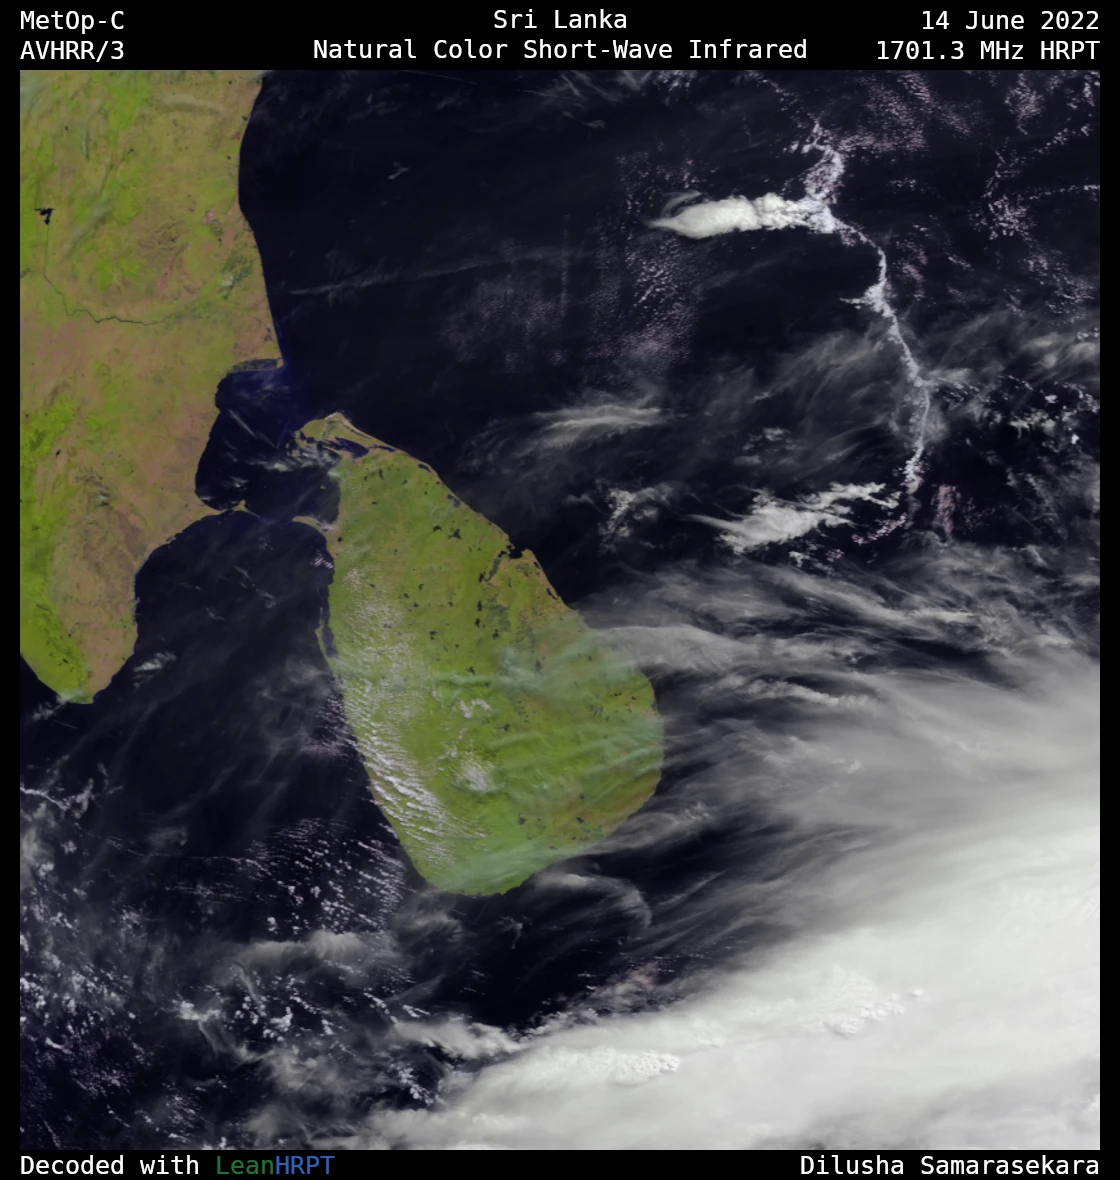 MetOp-C Sri Lanka 14 June 2022
AVHRR/3 Natural Color Short-Wave Infrared 1701.3 MHz HRPT
Decoded with LeanHRPT Dilusha Samarasekara